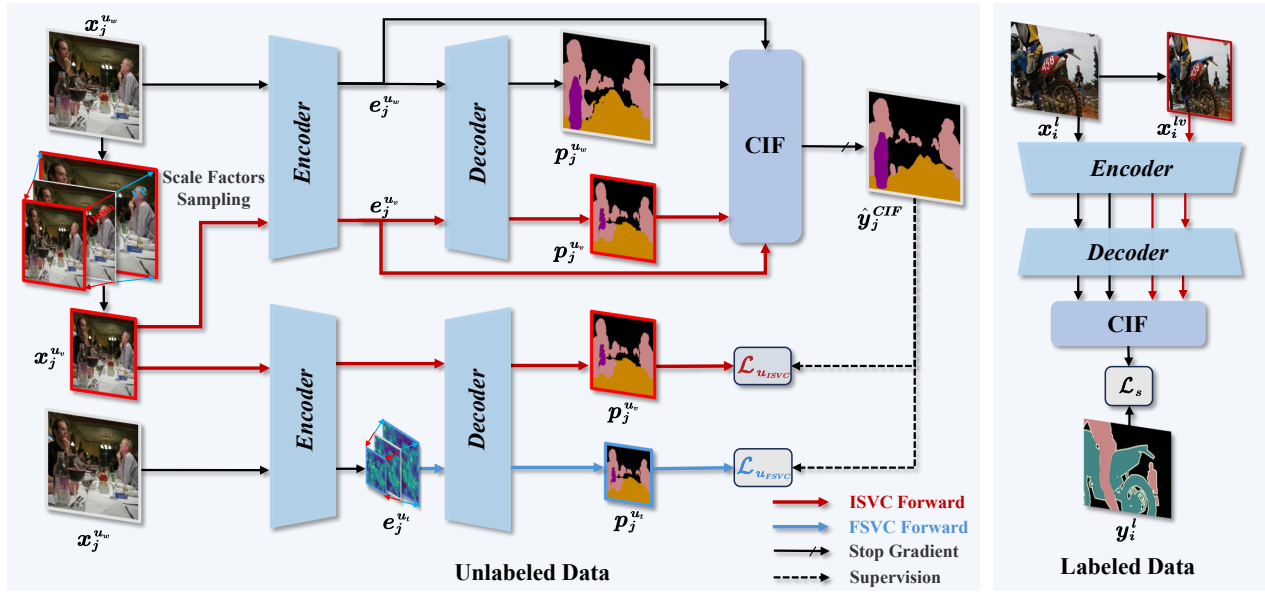 x_j^{u_w}
Encoder
e_j^{u_w}
Decoder
p_j^{u_w}
CIF
ŷ_j^{CIF}
Scale Factors
Sampling
Down
e_j^{u_v}
p_j^{u_v}
x_j^{u_v}
Encoder
Decoder
p_j^{u_v}
L_{u_{ISVC}}
x_j^{u_w}
e_j^{u_t}
p_j^{u_t}
L_{u_{FSVC}}
ISVC Forward
FSVC Forward
Stop Gradient
Supervision
Unlabeled Data
x_i^l
x_i^{lv}
Encoder
Decoder
CIF
L_s
y_i^l
Labeled Data